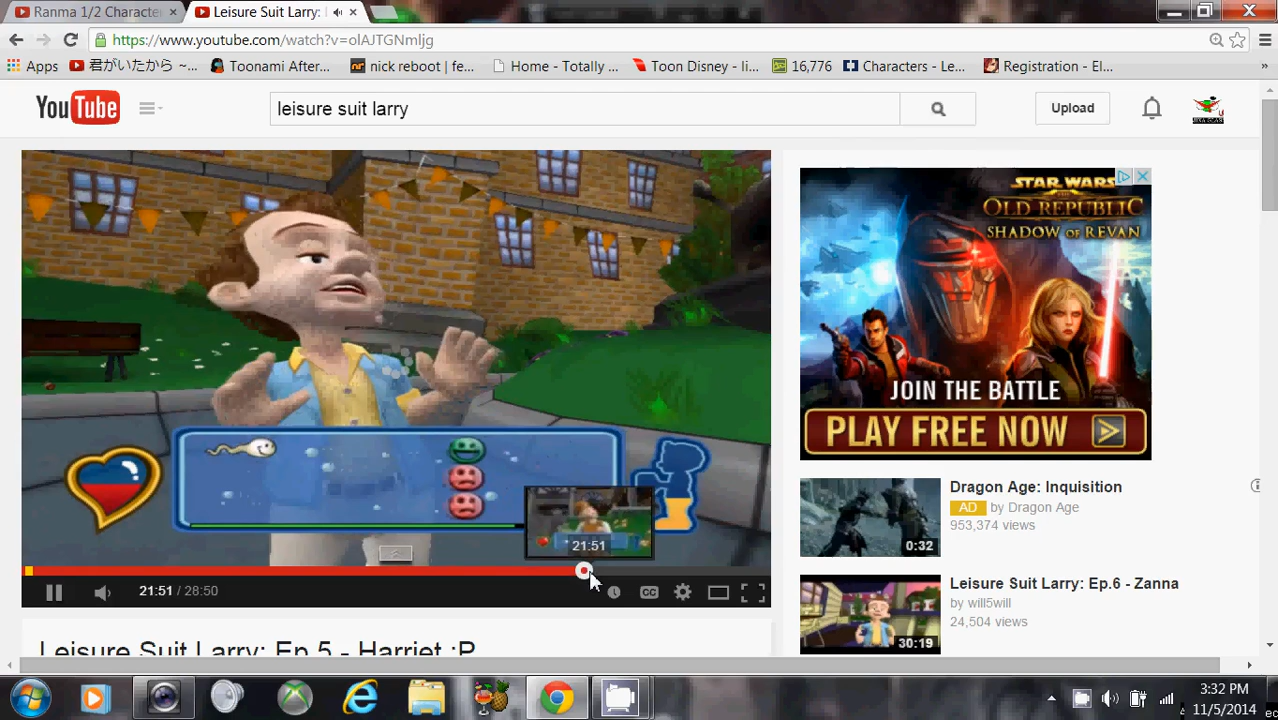 Ranma 1/2 Characte
Leisure Suit Larry:
https://www.youtube.com/watch?v=olAJTGNmljg
Apps
君がいたから ~...
Toonami After...
nr
nick reboot | fe...
Home - Totally ...
Toon Disney - li...
16,776
Characters - Le...
Registration - El...
»
YouTube
leisure suit larry
Upload
STAR WARS
THE
OLD REPUBLIC
SHADOW OF REVAN
JOIN THE BATTLE
PLAY FREE NOW
21:51
21:51 / 28:50
CC
Dragon Age: Inquisition
AD by Dragon Age
953,374 views
0:32
Leisure Suit Larry: Ep.6 - Zanna
by will5will
24,504 views
30:19
Leisure Suit Larry: Ep.5 - Harriet :P
3:32 PM
11/5/2014